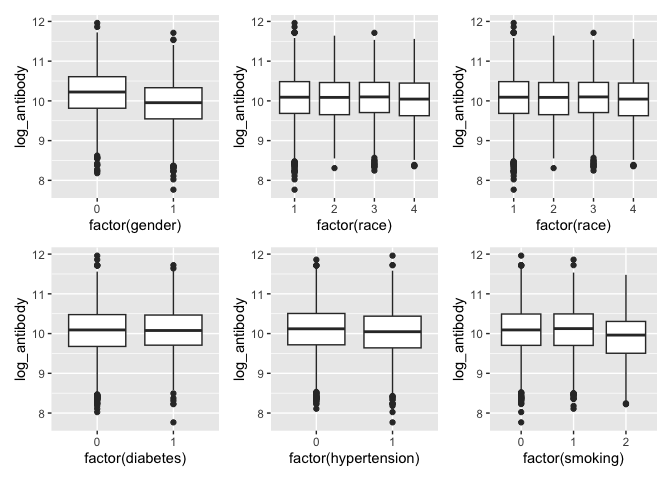 log_antibody
12
11
10
9
8
0 1
factor(gender)
log_antibody
12
11
10
9
8
1 2 3 4
factor(race)
log_antibody
12
11
10
9
8
1 2 3 4
factor(race)
log_antibody
12
11
10
9
8
0 1
factor(diabetes)
log_antibody
12
11
10
9
8
0 1
factor(hypertension)
log_antibody
12
11
10
9
8
0 1 2
factor(smoking)